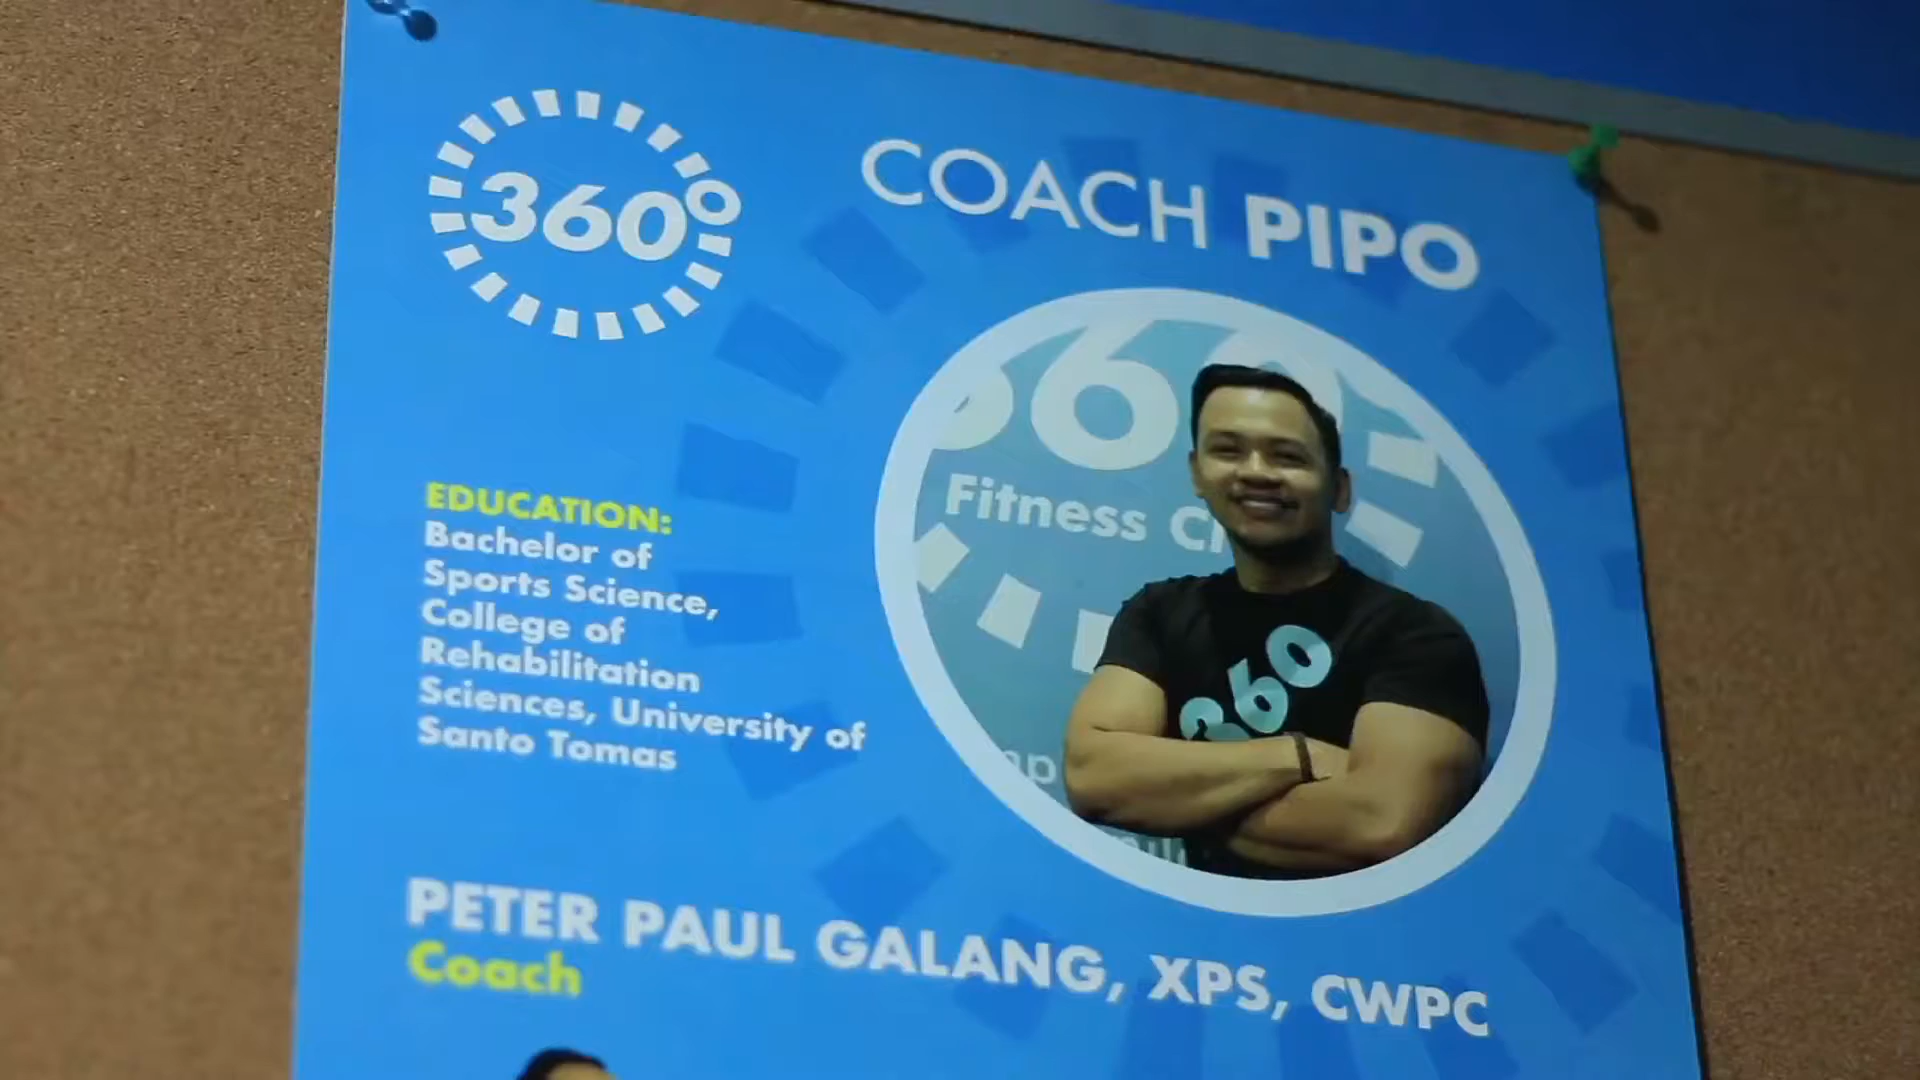 360°
COACH PIPO
360
Fitness
360
EDUCATION:
Bachelor of
Sports Science,
College of
Rehabilitation
Sciences, University of
Santo Tomas
PETER PAUL GALANG, XPS, CWPC
Coach